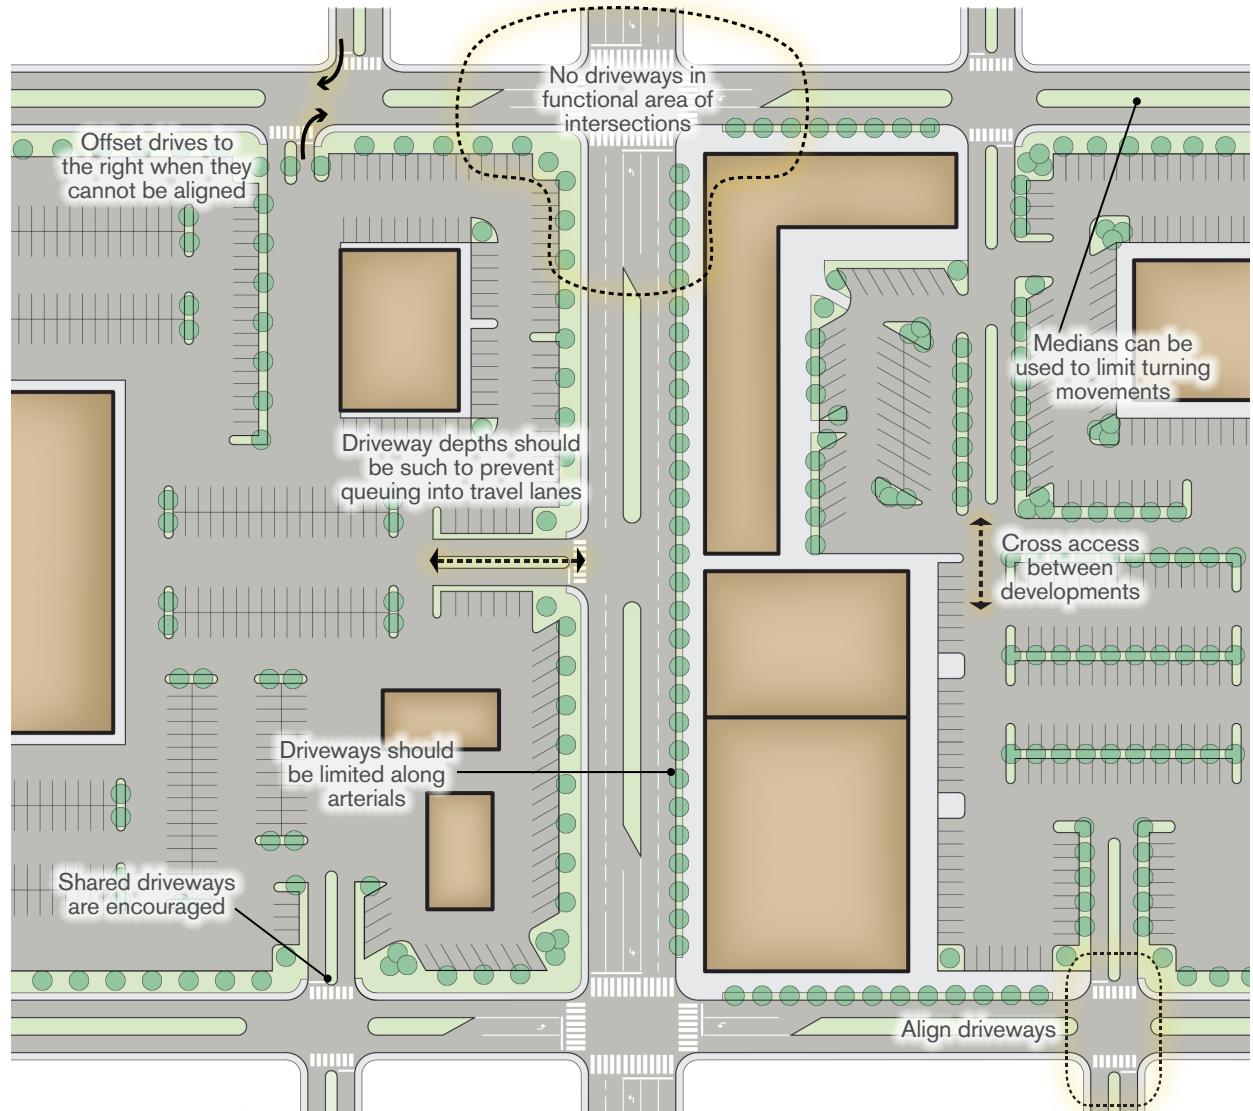 No driveways in
functional area of
intersections
Offset drives to
the right when they
cannot be aligned
Medians can be
used to limit turning
movements
Driveway depths should
be such to prevent
queuing into travel lanes
Cross access
between
developments
Driveways should
be limited along
arterials
Shared driveways
are encouraged
Align driveways